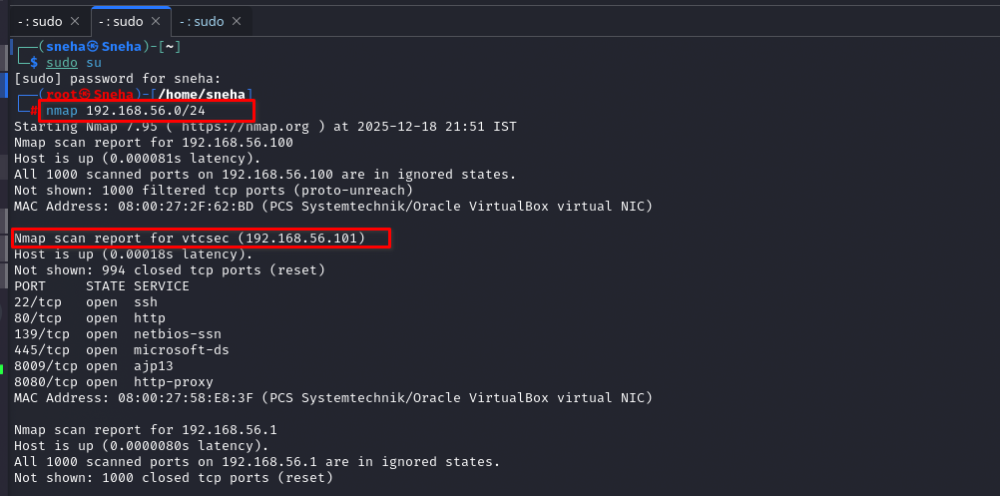 -: sudo × -: sudo × -: sudo ×
┌──(sneha㉿Sneha)-[~]
└─$ sudo su
[sudo] password for sneha:
┌──(root㉿Sneha)-[/home/sneha]
└─# nmap 192.168.56.0/24
Starting Nmap 7.95 ( https://nmap.org ) at 2025-12-18 21:51 IST
Nmap scan report for 192.168.56.100
Host is up (0.000081s latency).
All 1000 scanned ports on 192.168.56.100 are in ignored states.
Not shown: 1000 filtered tcp ports (proto-unreach)
MAC Address: 08:00:27:2F:62:BD (PCS Systemtechnik/Oracle VirtualBox virtual NIC)
Nmap scan report for vtcsec (192.168.56.101)
Host is up (0.00018s latency).
Not shown: 994 closed tcp ports (reset)
PORT     STATE SERVICE
22/tcp   open  ssh
80/tcp   open  http
139/tcp  open  netbios-ssn
445/tcp  open  microsoft-ds
8009/tcp open  ajp13
8080/tcp open  http-proxy
MAC Address: 08:00:27:58:E8:3F (PCS Systemtechnik/Oracle VirtualBox virtual NIC)
Nmap scan report for 192.168.56.1
Host is up (0.0000080s latency).
All 1000 scanned ports on 192.168.56.1 are in ignored states.
Not shown: 1000 closed tcp ports (reset)